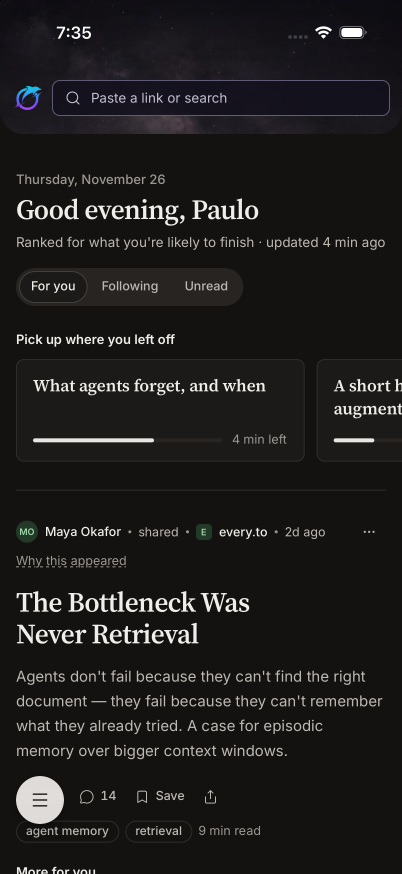 7:35
Paste a link or search
Thursday, November 26
Good evening, Paulo
Ranked for what you're likely to finish · updated 4 min ago
For you Following Unread
Pick up where you left off
What agents forget, and when
4 min left
A short
augment
MO Maya Okafor • shared • E every.to • 2d ago
Why this appeared
The Bottleneck Was
Never Retrieval
Agents don't fail because they can't find the right
document — they fail because they can't remember
what they already tried. A case for episodic
memory over bigger context windows.
14 Save
agent memory retrieval 9 min read
More for you